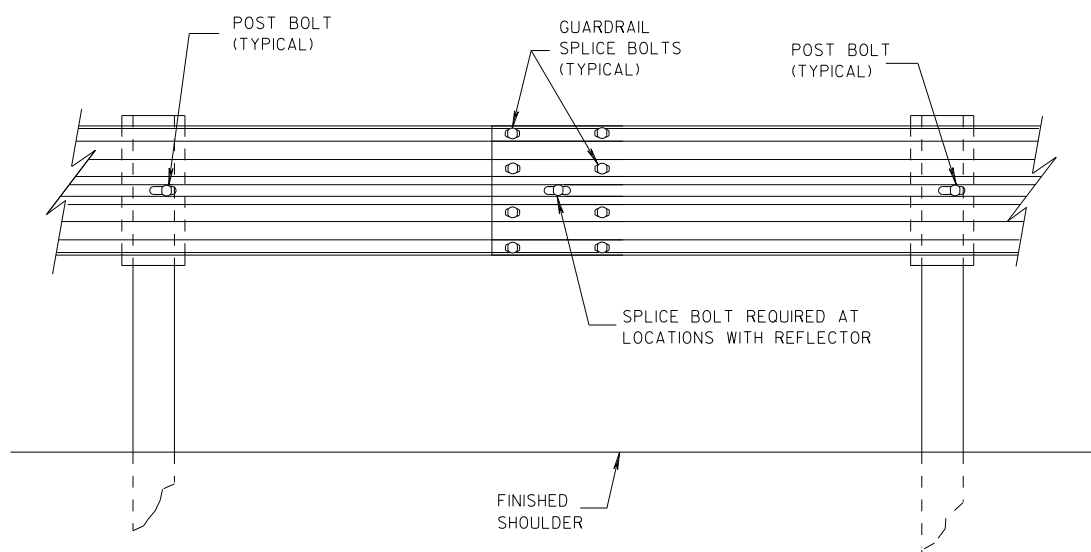 POST BOLT
(TYPICAL)
GUARDRAIL
SPLICE BOLTS
(TYPICAL)
POST BOLT
(TYPICAL)
SPLICE BOLT REQUIRED AT
LOCATIONS WITH REFLECTOR
FINISHED
SHOULDER